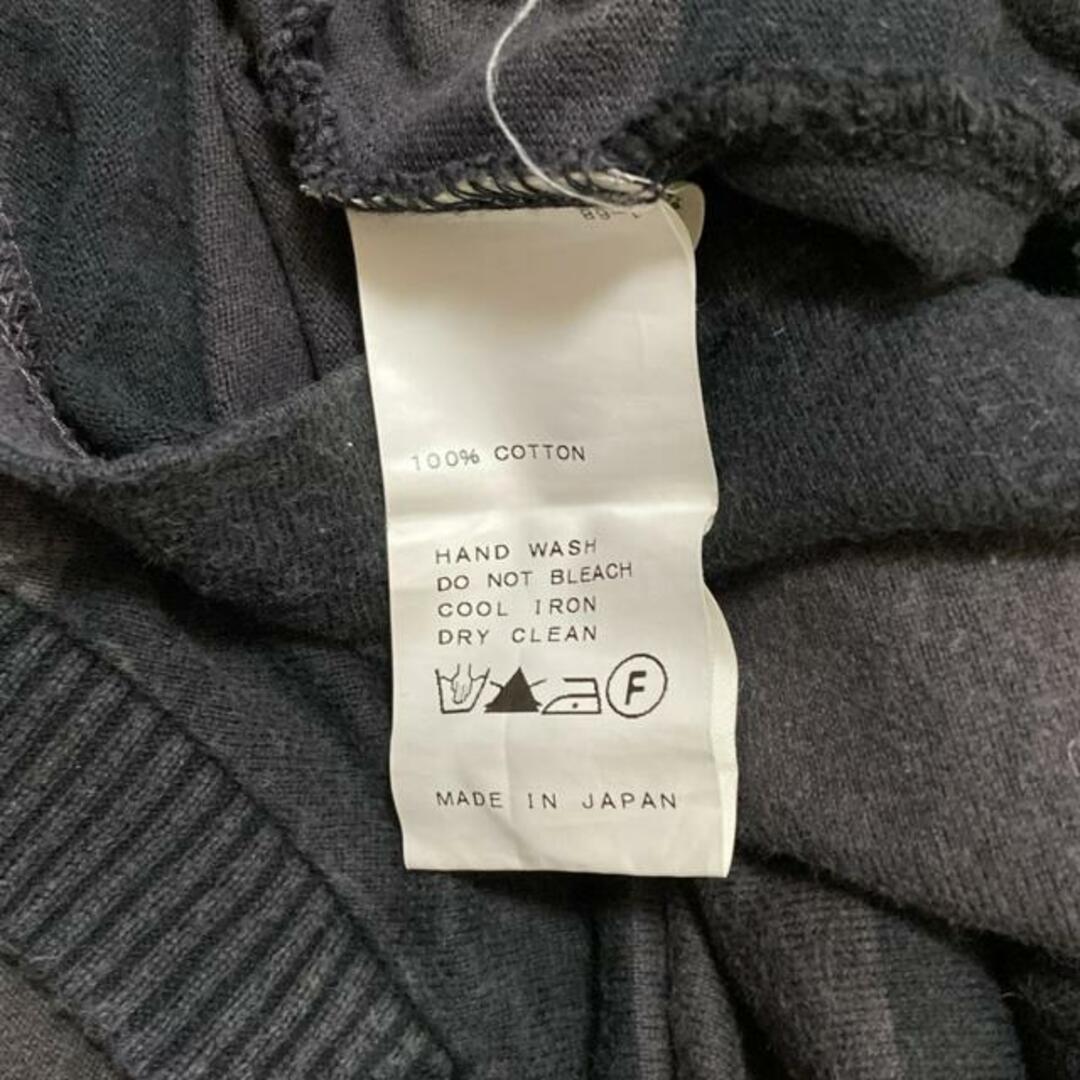 100% COTTON
HAND WASH
DO NOT BLEACH
COOL IRON
DRY CLEAN
F
MADE IN JAPAN